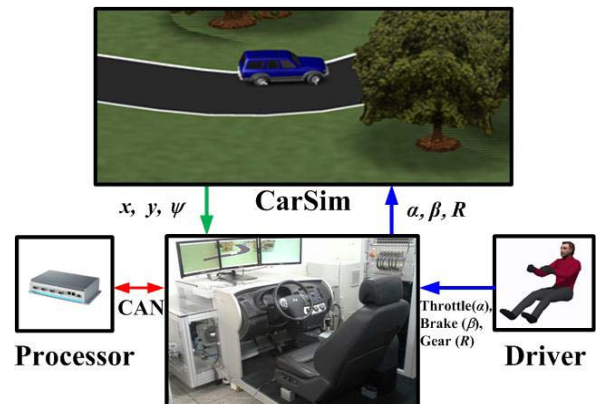 CarSim
x, y, ψ
α, β, R
CAN
Throttle(α),
Brake (β),
Gear (R)
Processor
Driver